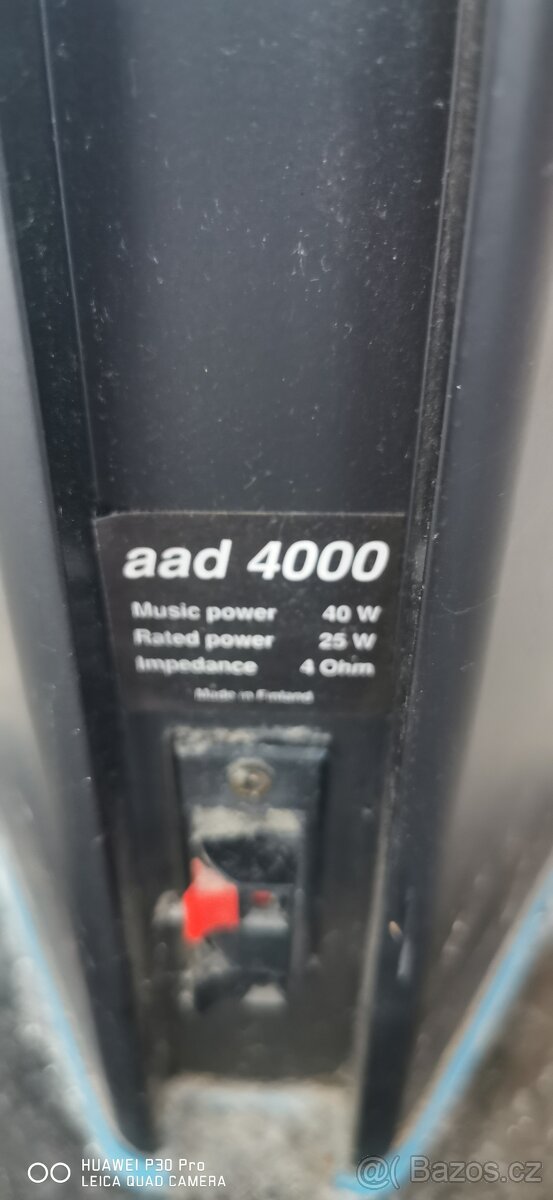 aad 4000
Music power 40 W
Rated power 25 W
Impedance 4 Ohm
Made in Finland
HUAWEI P30 Pro
LEICA QUAD CAMERA
@ Bazos.cz